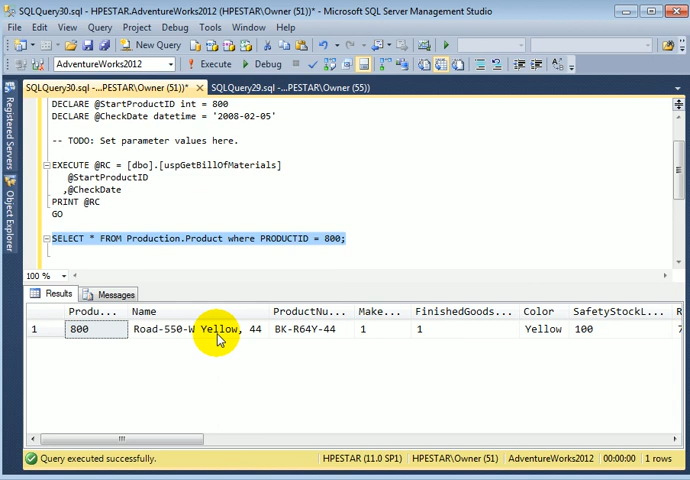 SQLQuery30.sql - HPESTAR.AdventureWorks2012 (HPESTAR\Owner (51))* - Microsoft SQL Server Management Studio
File Edit View Query Project Debug Tools Window Help
New Query
AdventureWorks2012 Execute Debug
SQLQuery30.sql -...PESTAR\Owner (51))* SQLQuery29.sql -...PESTAR\Owner (55))
Registered Servers
Object Explorer
DECLARE @StartProductID int = 800
DECLARE @CheckDate datetime = '2008-02-05'
-- TODO: Set parameter values here.
EXECUTE @RC = [dbo].[uspGetBillOfMaterials]
@StartProductID
,@CheckDate
PRINT @RC
GO
SELECT * FROM Production.Product where PRODUCTID = 800;
100 %
Results Messages
Produ... Name ProductNu... Make... FinishedGoods... Color SafetyStockL... R
1 800 Road-550-W Yellow, 44 BK-R64Y-44 1 1 Yellow 100 7
Query executed successfully. HPESTAR (11.0 SP1) HPESTAR\Owner (51) AdventureWorks2012 00:00:00 1 rows